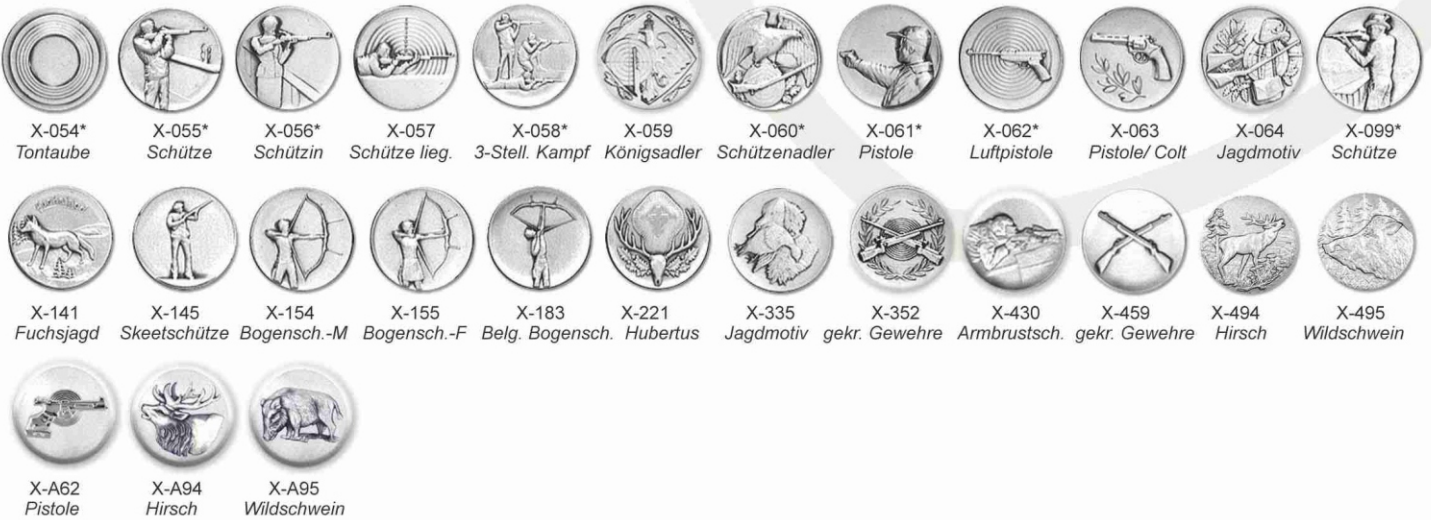 X-054* X-055* X-056* X-057 X-058* X-059 X-060* X-061* X-062* X-063 X-064 X-099*
Tontaube Schütze Schützin Schütze lieg. 3-Stell. Kampf Königsadler Schützenadler Pistole Luftpistole Pistole/ Colt Jagdmotiv Schütze
X-141 X-145 X-154 X-155 X-183 X-221 X-335 X-352 X-430 X-459 X-494 X-495
Fuchsjagd Skeetschütze Bogensch.-M Bogensch.-F Belg. Bogensch. Hubertus Jagdmotiv gekr. Gewehre Armbrustsch. gekr. Gewehre Hirsch Wildschwein
X-A62 X-A94 X-A95
Pistole Hirsch Wildschwein